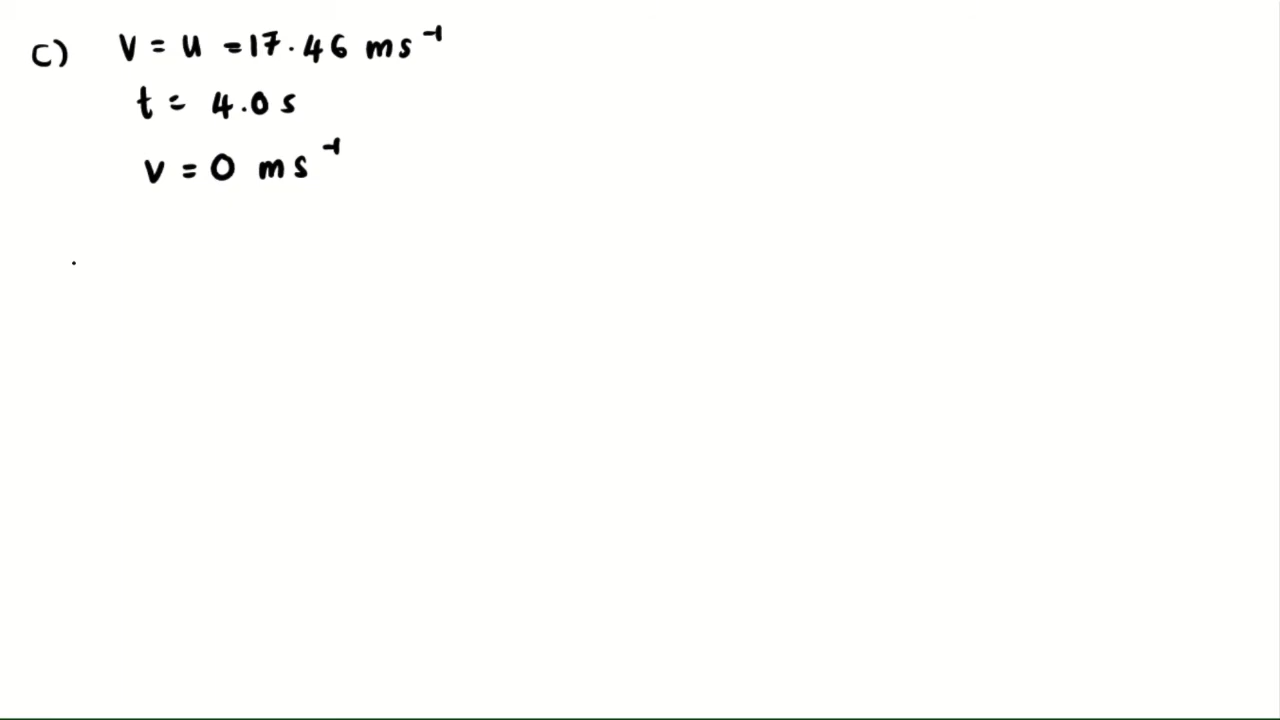 c) v = u = 17.46 ms⁻¹
t = 4.0 s
v = 0 ms⁻¹